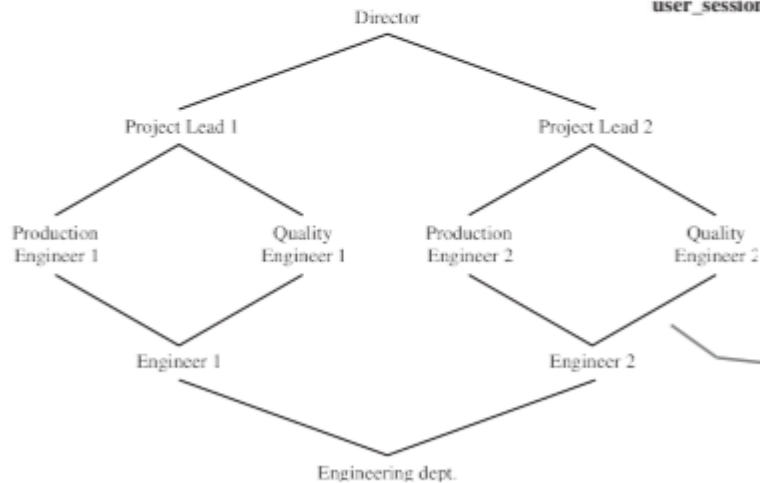 user_session
Director
Project Lead 1
Project Lead 2
Production
Engineer 1
Quality
Engineer 1
Production
Engineer 2
Quality
Engineer 2
Engineer 1
Engineer 2
Engineering dept.